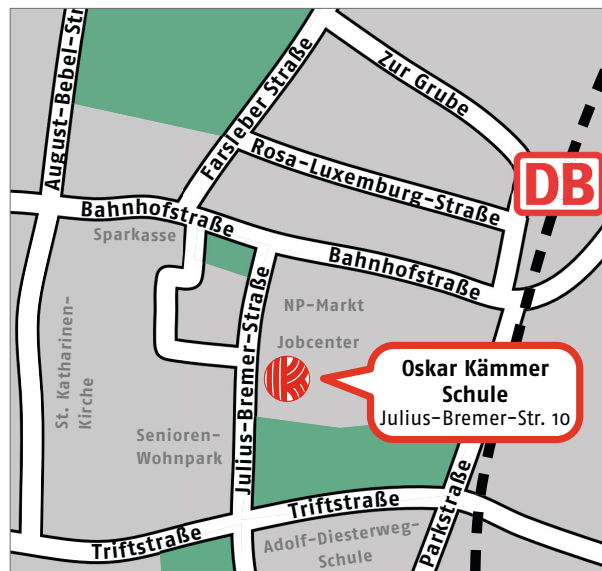 August-Bebel-Str
Farsleber Straße
Zur Grube
Rosa-Luxemburg-Straße
DB
Bahnhofstraße
Sparkasse
Bahnhofstraße
Julius-Bremer-Straße
NP-Markt
Jobcenter
St. Katharinen-
Kirche
Oskar Kämmer
Schule
Julius-Bremer-Str. 10
Senioren-
Wohnpark
Triftstraße
Triftstraße
Parkstraße
Adolf-Diesterweg-
Schule